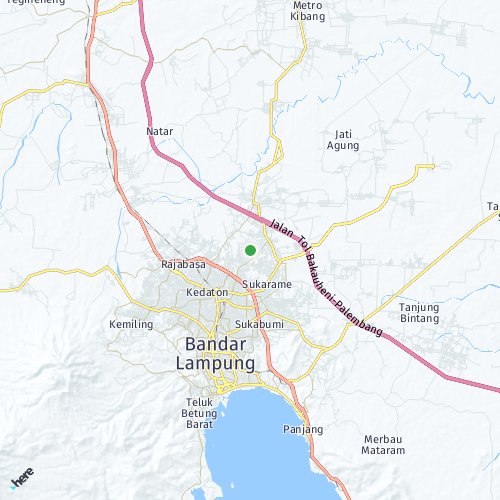 Tegineneng
Metro
Kibang
Natar
Jati
Agung
Jalan Tol Bakauheni-Palembang
Rajabasa
Kedaton
Sukarame
Kemiling
Sukabumi
Tanjung
Bintang
Bandar
Lampung
Teluk
Betung
Barat
Panjang
Merbau
Mataram
here